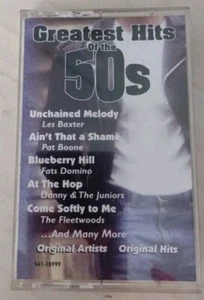 Greatest Hits
Of the
50s
Unchained Melody
Les Baxter
Ain't That a Shame
Pat Boone
Blueberry Hill
Fats Domino
At The Hop
Danny & The Juniors
Come Softly to Me
The Fleetwoods
...And Many More
Original Artists Original Hits